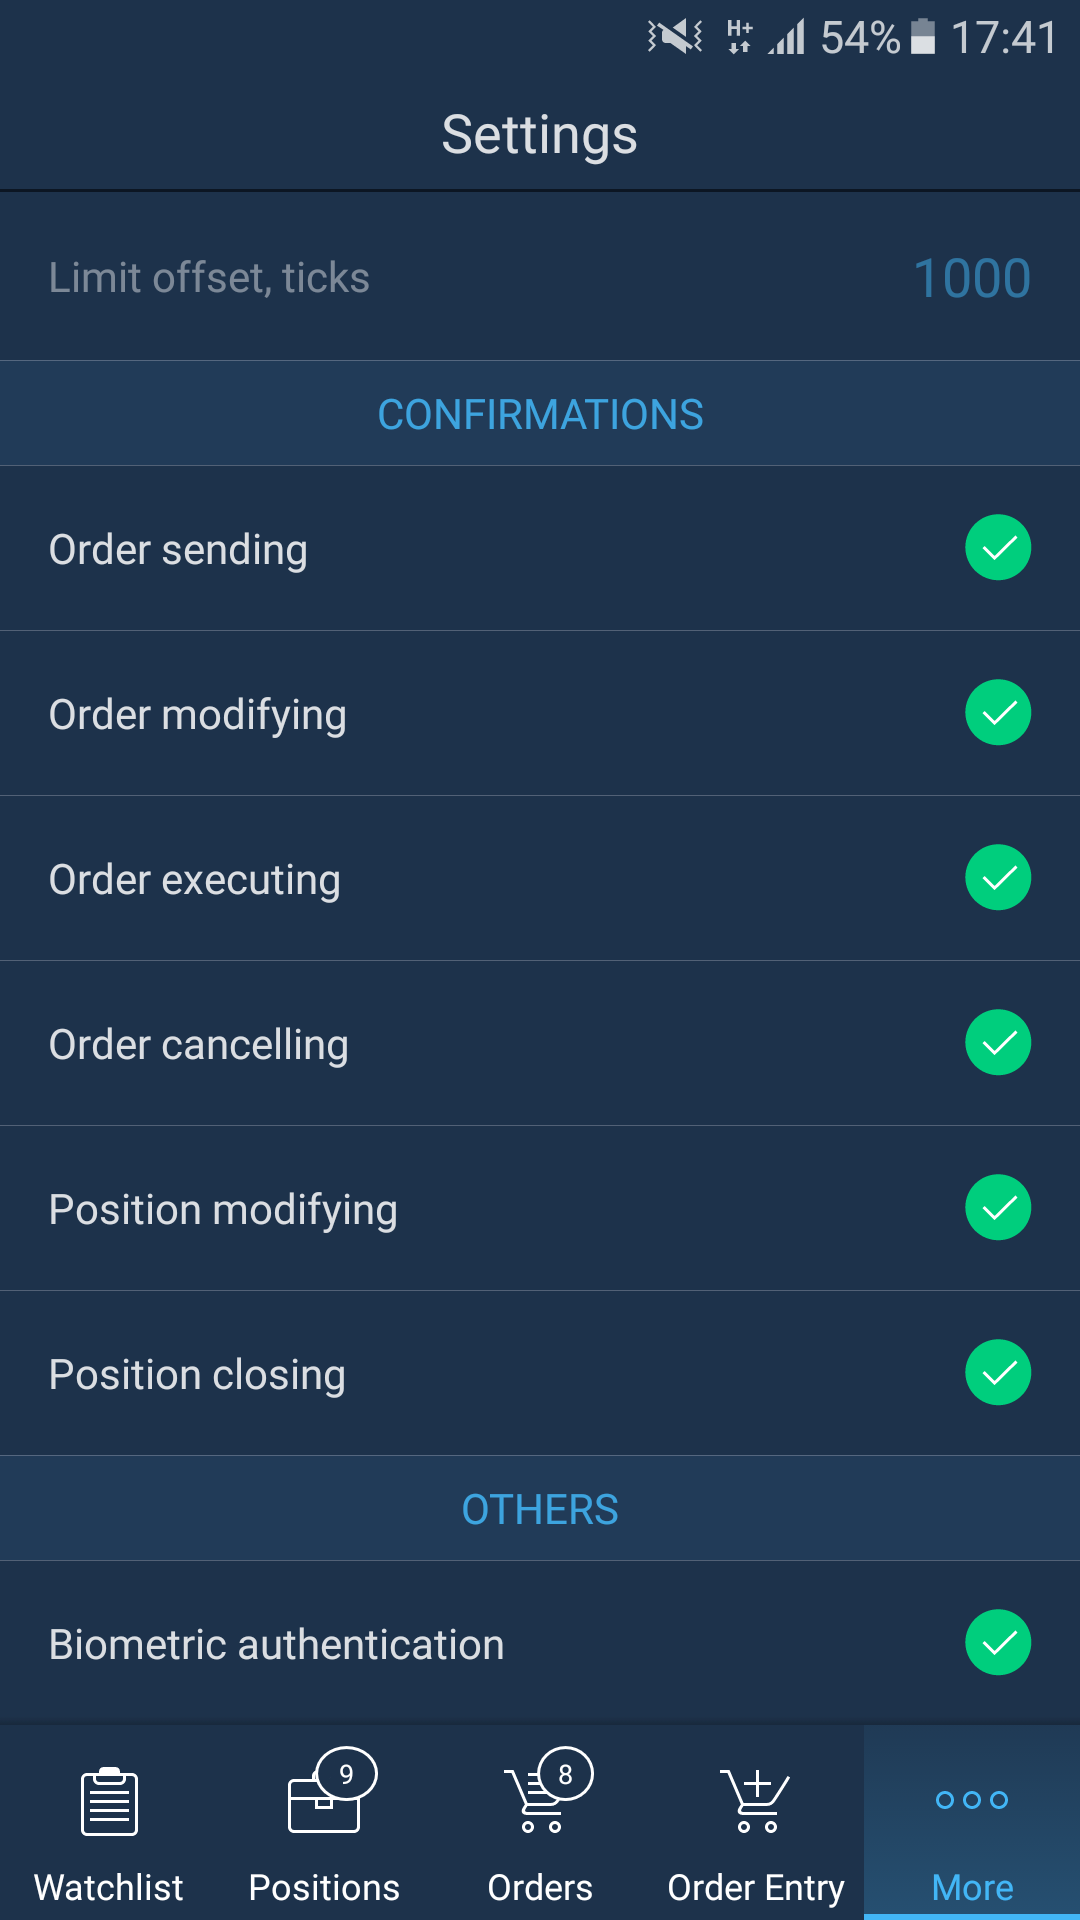 H+ 54% 17:41
Settings
Limit offset, ticks 1000
CONFIRMATIONS
Order sending
Order modifying
Order executing
Order cancelling
Position modifying
Position closing
OTHERS
Biometric authentication
9 8
Watchlist Positions Orders Order Entry More